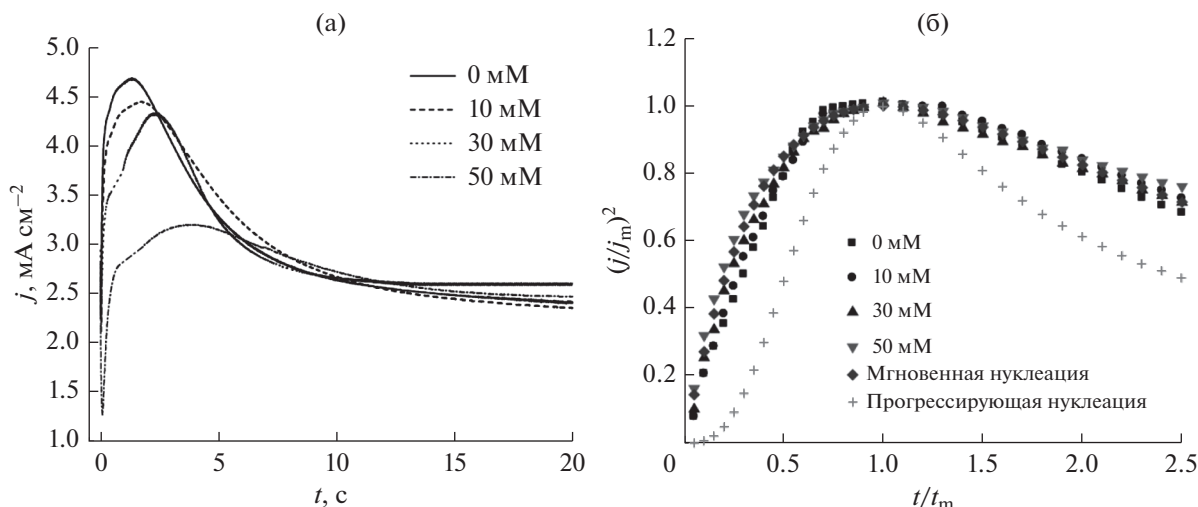 (а)
5.0
4.5
4.0
3.5
3.0
2.5
2.0
1.5
1.0
0
5
10
15
20
j, мА см⁻²
t, с
0 мМ
10 мМ
30 мМ
50 мМ
(б)
1.2
1.0
0.8
0.6
0.4
0.2
0
0.5
1.0
1.5
2.0
2.5
(j/jₘ)²
t/tₘ
0 мМ
10 мМ
30 мМ
50 мМ
Мгновенная нуклеация
Прогрессирующая нуклеация